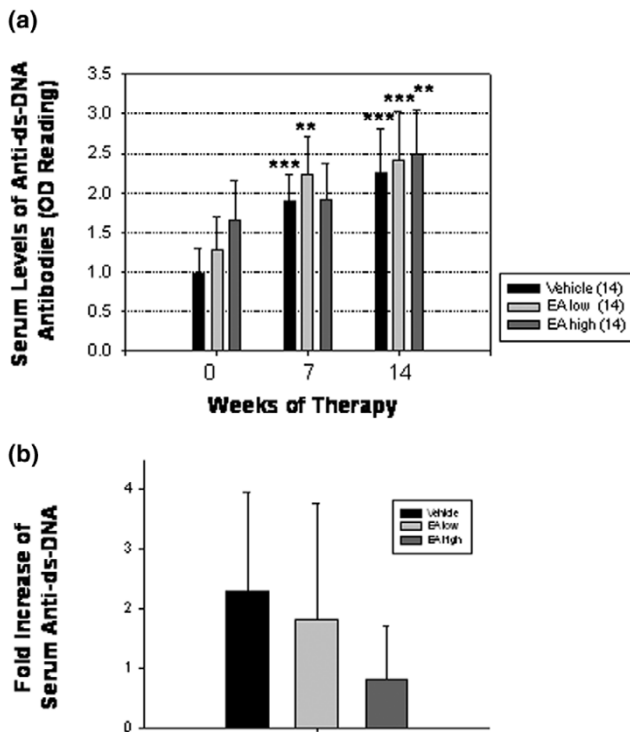 (a)
Serum Levels of Anti-ds-DNA
Antibodies (OD Reading)
3.5
3.0
2.5
2.0
1.5
1.0
0.5
0.0
***
**
***
***
**
0
7
14
Weeks of Therapy
Vehicle (14)
EA low (14)
EA high (14)
(b)
Fold Increase of
Serum Anti-ds-DNA
4
3
2
1
0
Vehicle
EA low
EA high